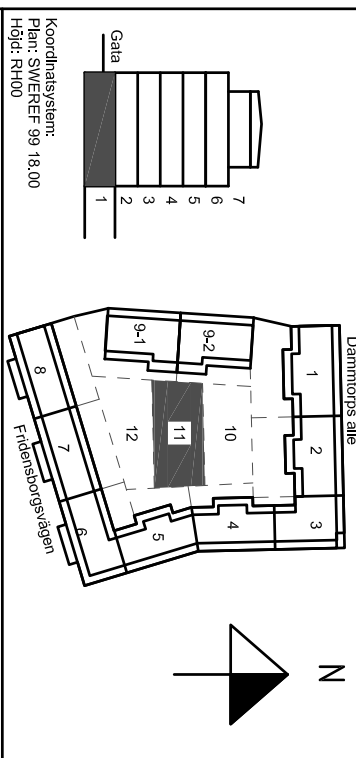 Dammtorps alle
1
2
3
4
5
6
7
8
9-1
9-2
10
11
12
Fridensborgsvägen
N
Gata
1
2
3
4
5
6
7
Koordinatsystem:
Plan: SWEREF 99 18.00
Höjd: RH00